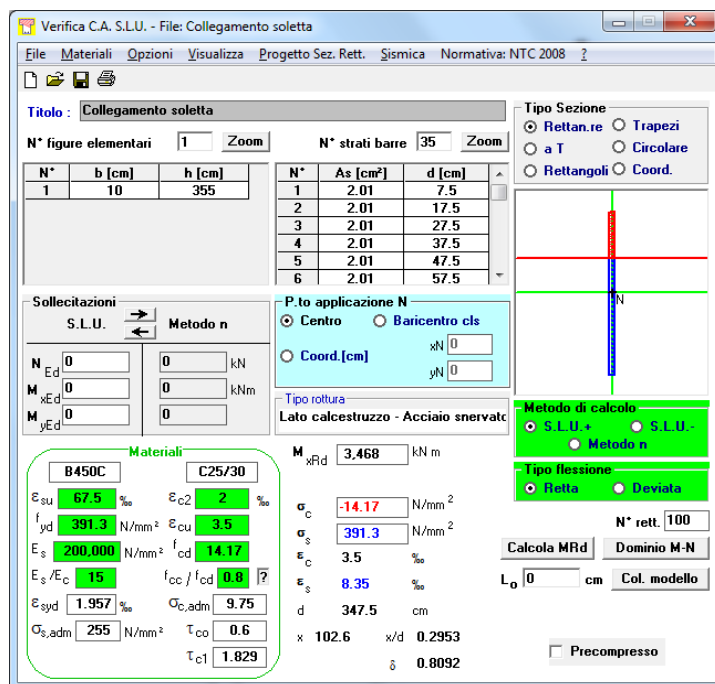 Verifica C.A. S.L.U. - File: Collegamento soletta
File Materiali Opzioni Visualizza Progetto Sez. Rett. Sismica Normativa: NTC 2008 ?
Titolo : Collegamento soletta
N° figure elementari 1 Zoom N° strati barre 35 Zoom
N° b [cm] h [cm]
1 10 355
N° As [cm²] d [cm]
1 2.01 7.5
2 2.01 17.5
3 2.01 27.5
4 2.01 37.5
5 2.01 47.5
6 2.01 57.5
Tipo Sezione
Rettan.re Trapezi
a T Circolare
Rettangoli Coord.
N
Sollecitazioni
S.L.U. Metodo n
N Ed 0 0 kN
M xEd 0 0 kNm
M yEd 0 0
P.to applicazione N
Centro Baricentro cls
Coord.[cm] xN 0
yN 0
Tipo rottura
Lato calcestruzzo - Acciaio snervato
Metodo di calcolo
S.L.U.+ S.L.U.-
Metodo n
Tipo flessione
Retta Deviata
N° rett. 100
Calcola MRd Dominio M-N
L₀ 0 cm Col. modello
Precompresso
Materiali
B450C C25/30
εsu 67.5 ‰ εc2 2 ‰
fyd 391.3 N/mm² εcu 3.5
Es 200,000 N/mm² fcd 14.17
Es/Ec 15 fcc / fcd 0.8 ?
εsyd 1.957 ‰ σc,adm 9.75
σs,adm 255 N/mm² τco 0.6
τc1 1.829
M xRd 3,468 kN m
σc -14.17 N/mm²
σs 391.3 N/mm²
εc 3.5 ‰
εs 8.35 ‰
d 347.5 cm
x 102.6 x/d 0.2953
δ 0.8092